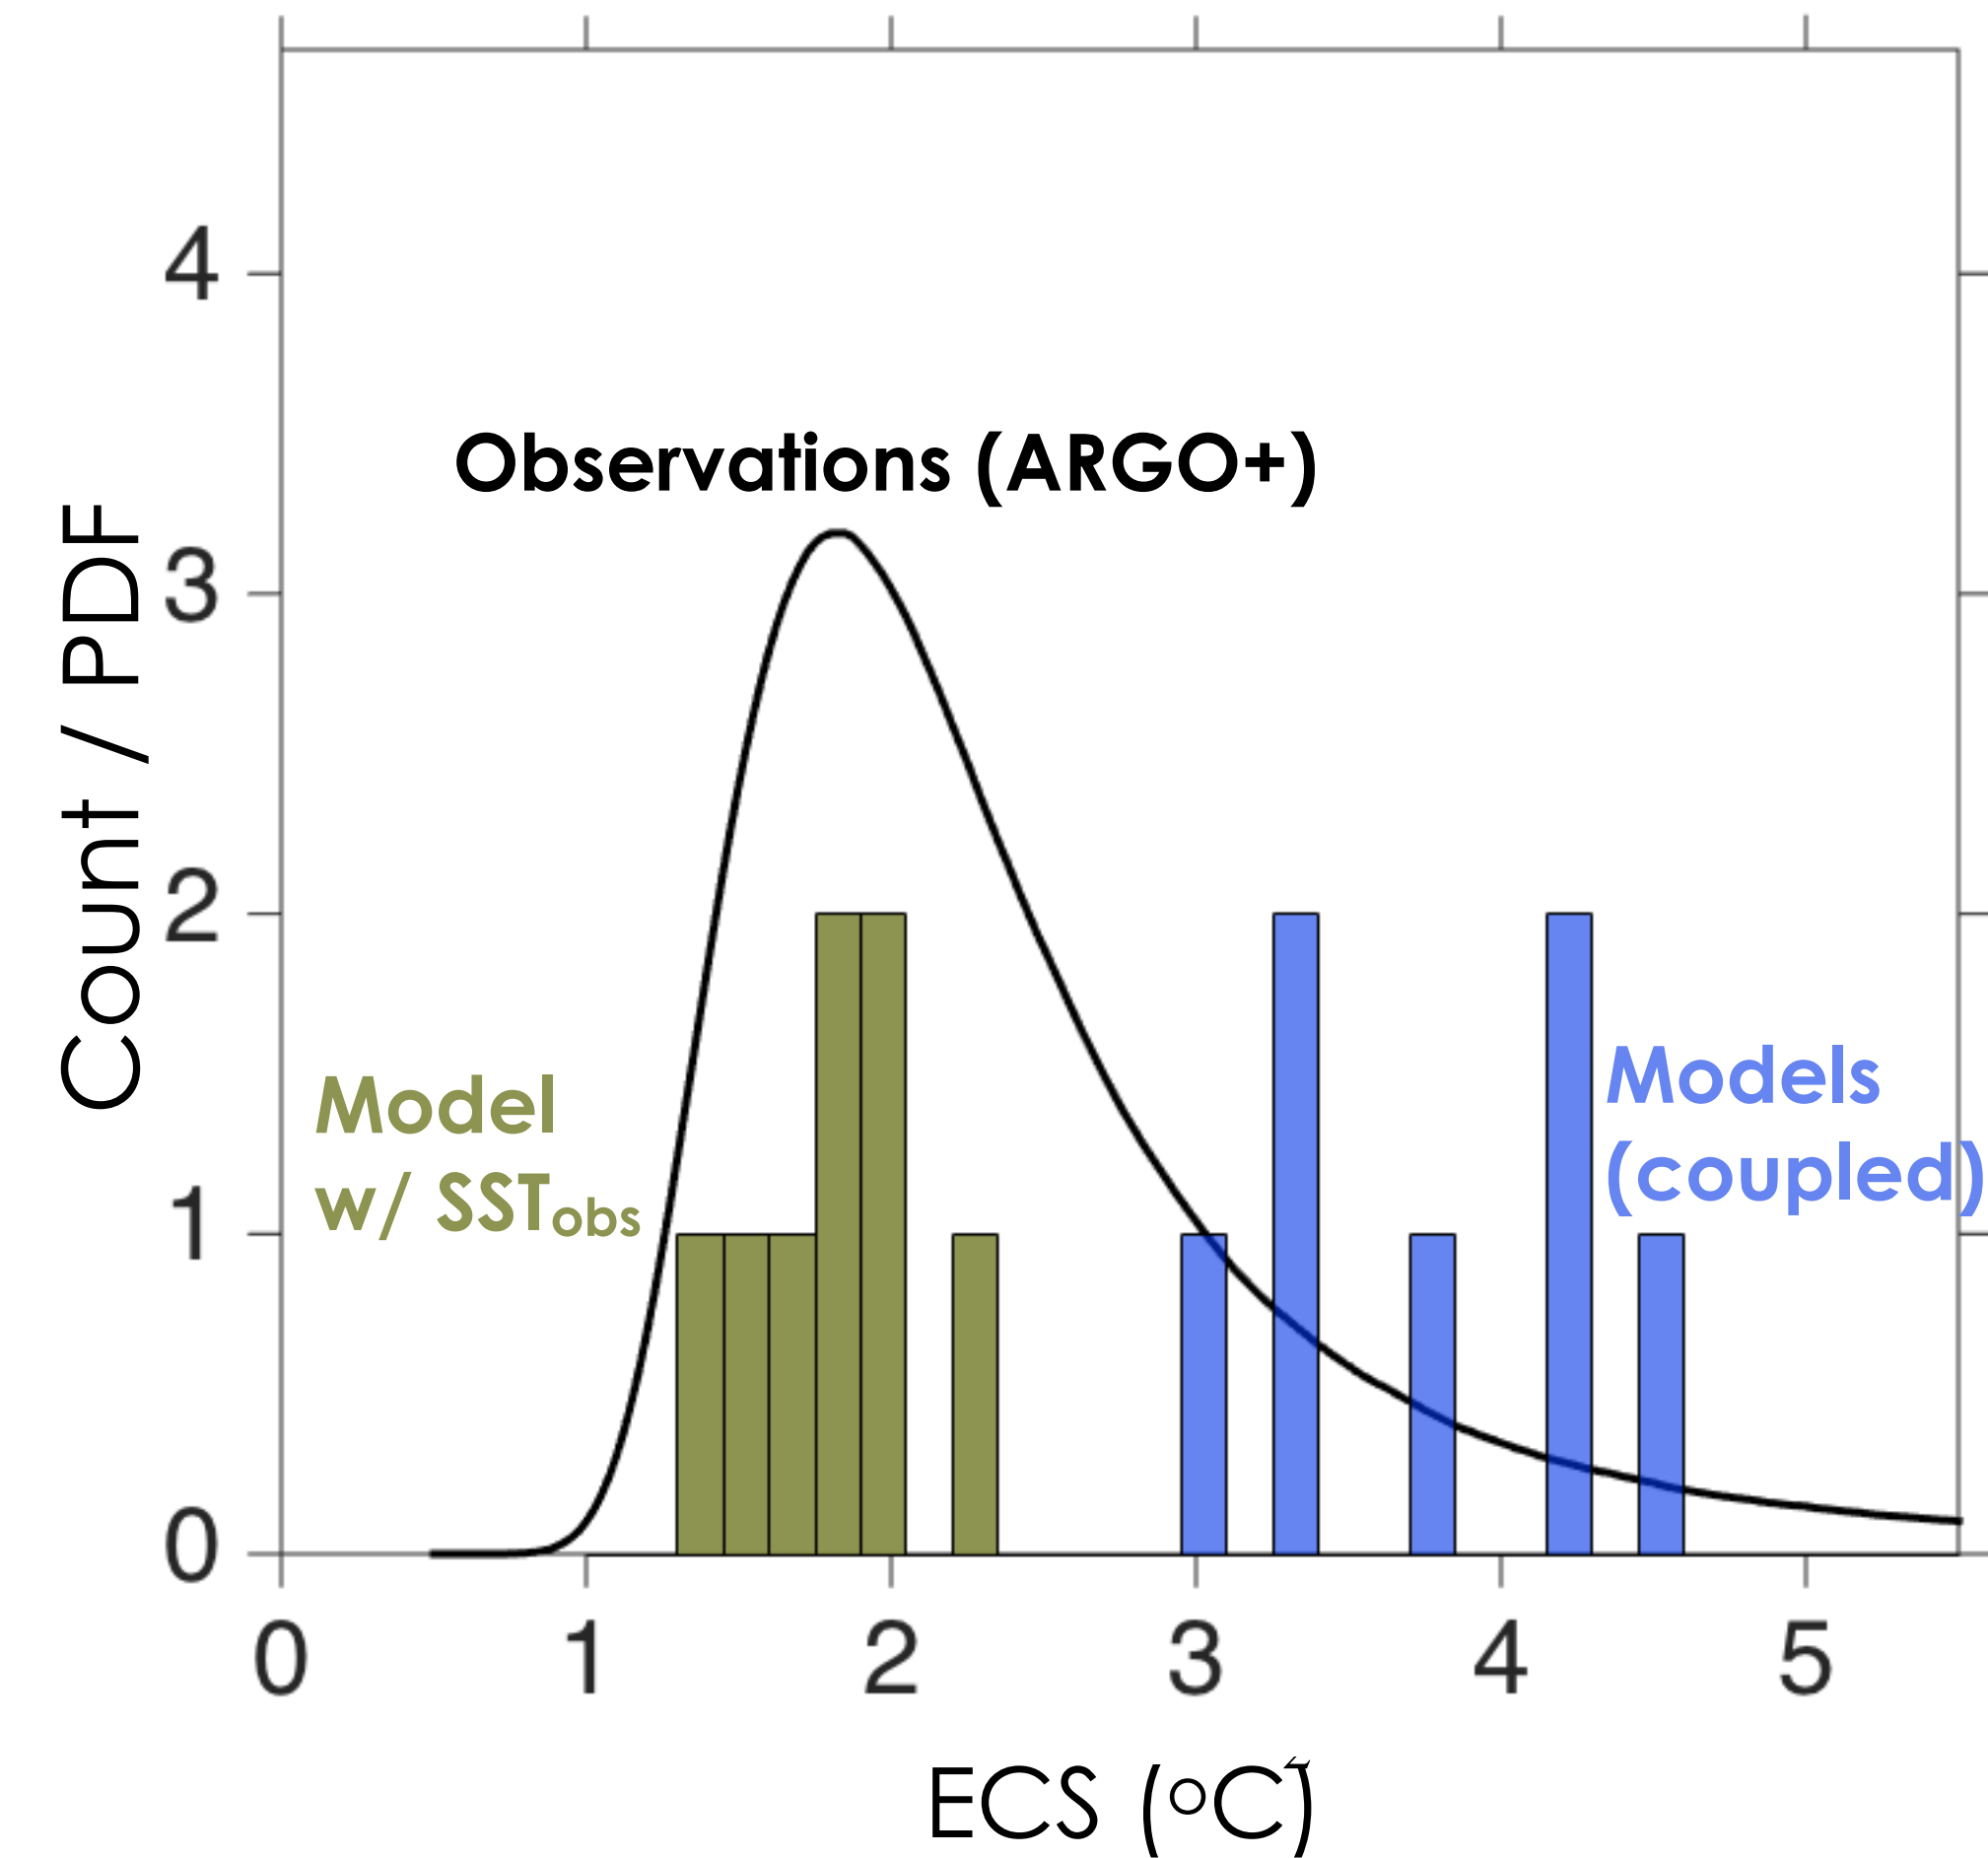 Observations (ARGO+)
Count / PDF
4
3
2
1
0
Model
w/ SSTobs
Models
(coupled)
0 1 2 3 4 5
ECS (°C)